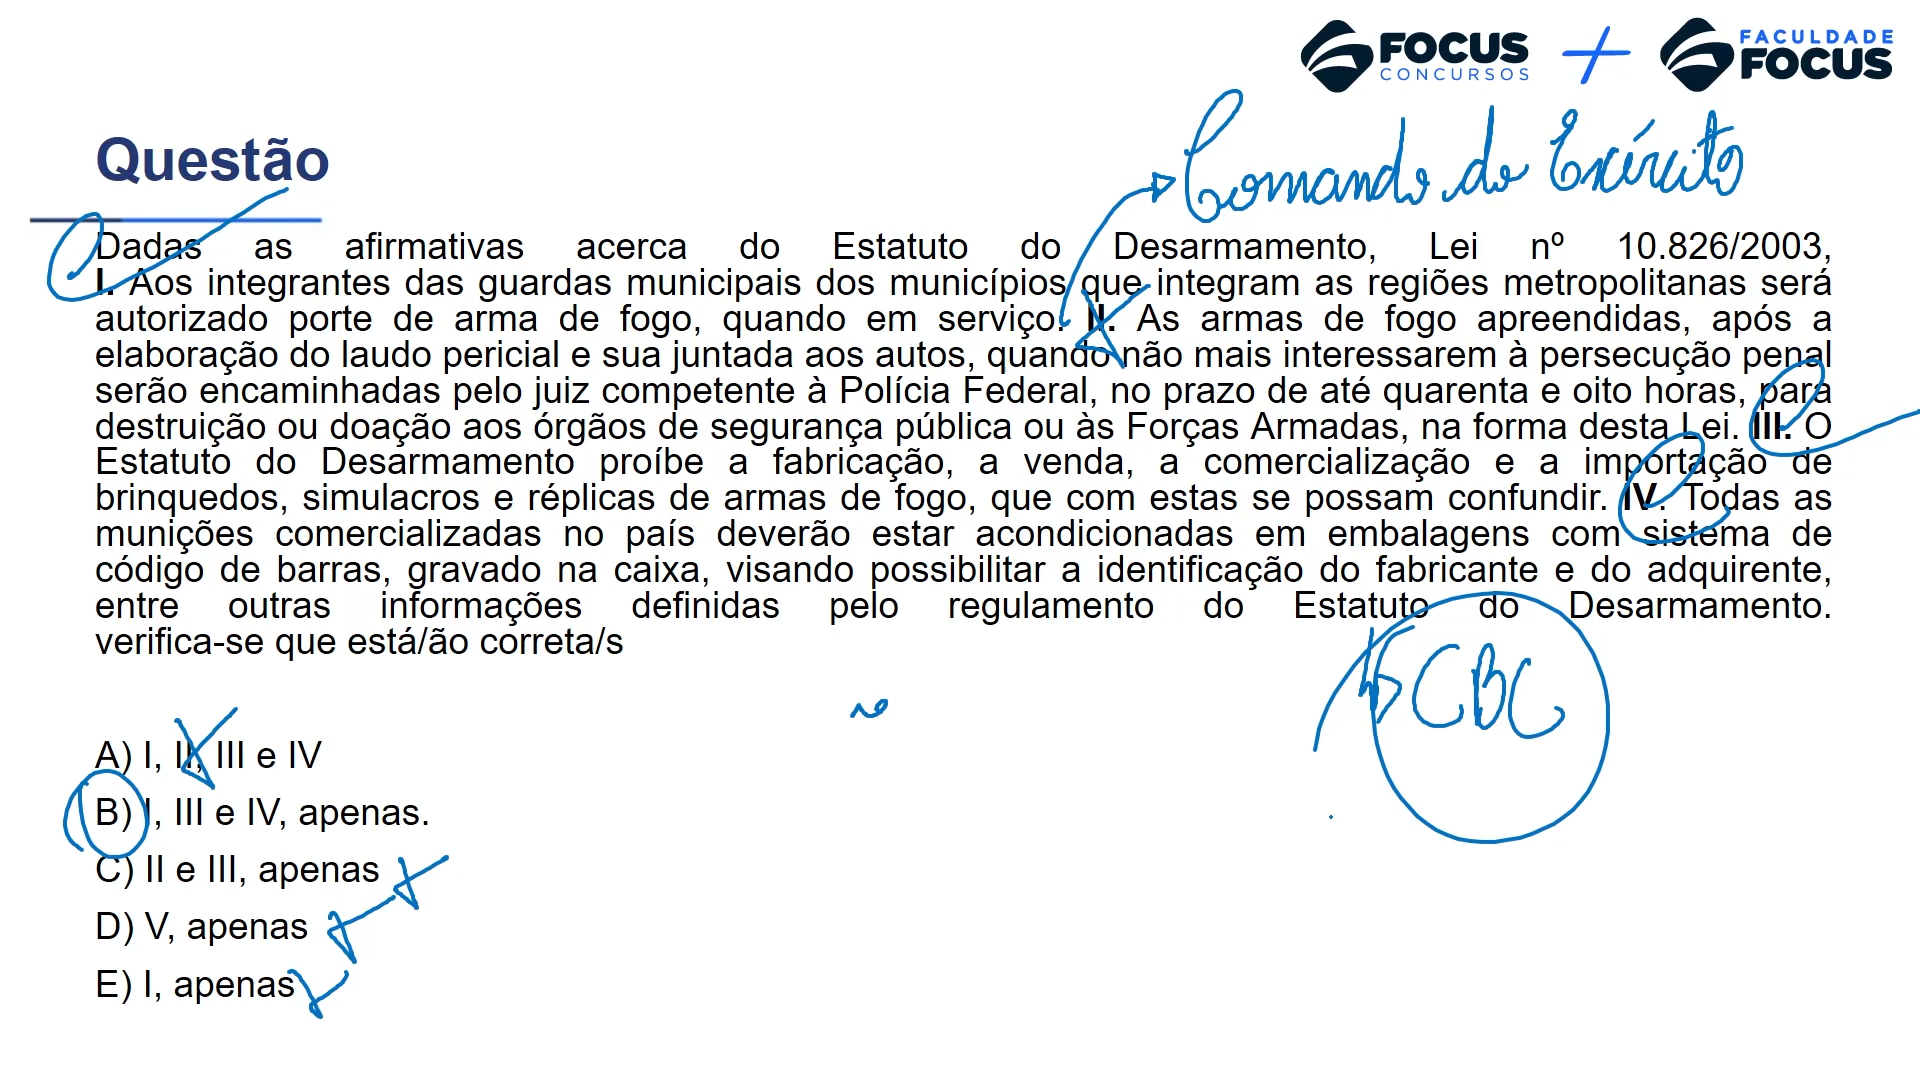 FOCUS
CONCURSOS
FACULDADE
FOCUS
Comando do Exército
Questão
Dadas as afirmativas acerca do Estatuto do Desarmamento, Lei nº 10.826/2003,
I. Aos integrantes das guardas municipais dos municípios que integram as regiões metropolitanas será
autorizado porte de arma de fogo, quando em serviço. II. As armas de fogo apreendidas, após a
elaboração do laudo pericial e sua juntada aos autos, quando não mais interessarem à persecução penal
serão encaminhadas pelo juiz competente à Polícia Federal, no prazo de até quarenta e oito horas, para
destruição ou doação aos órgãos de segurança pública ou às Forças Armadas, na forma desta Lei. III. O
Estatuto do Desarmamento proíbe a fabricação, a venda, a comercialização e a importação de
brinquedos, simulacros e réplicas de armas de fogo, que com estas se possam confundir. IV. Todas as
munições comercializadas no país deverão estar acondicionadas em embalagens com sistema de
código de barras, gravado na caixa, visando possibilitar a identificação do fabricante e do adquirente,
entre outras informações definidas pelo regulamento do Estatuto do Desarmamento.
verifica-se que está/ão correta/s
CBC
A) I, II, III e IV
B) I, III e IV, apenas.
C) II e III, apenas
D) V, apenas
E) I, apenas